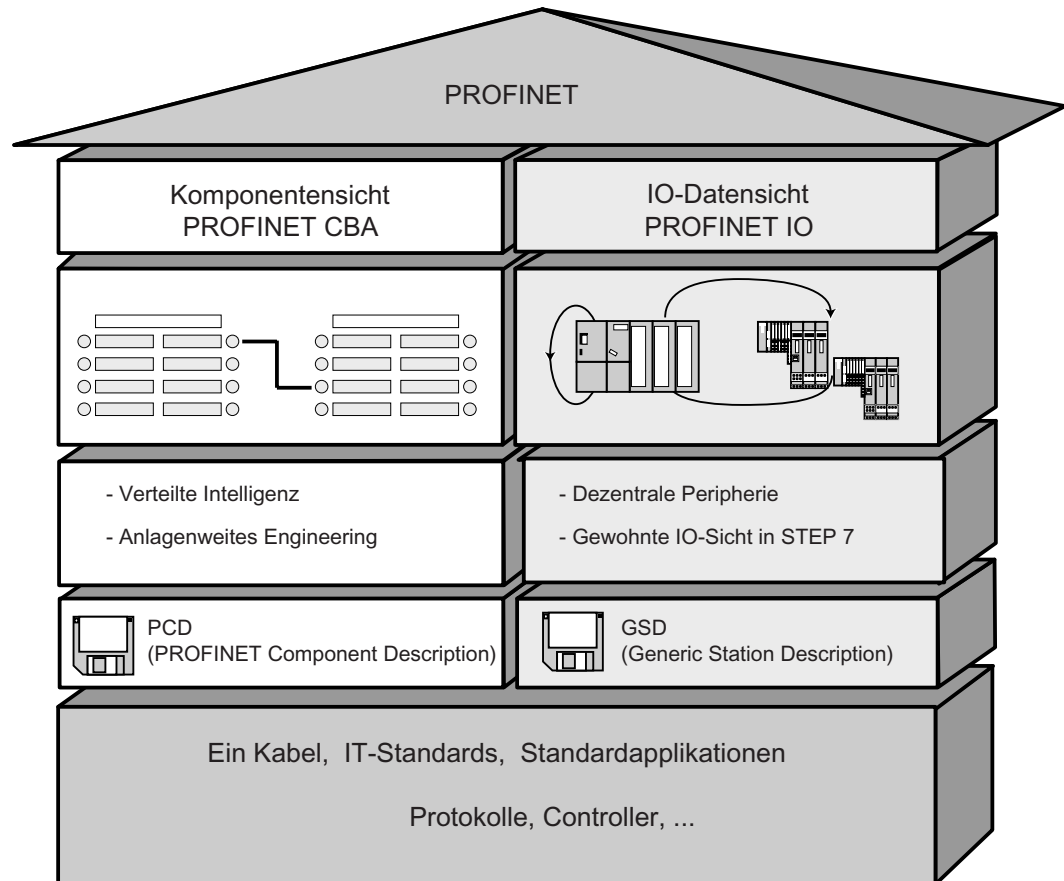 PROFINET
Komponentensicht
PROFINET CBA
IO-Datensicht
PROFINET IO
- Verteilte Intelligenz
- Anlagenweites Engineering
- Dezentrale Peripherie
- Gewohnte IO-Sicht in STEP 7
PCD
(PROFINET Component Description)
GSD
(Generic Station Description)
Ein Kabel, IT-Standards, Standardapplikationen
Protokolle, Controller, ...